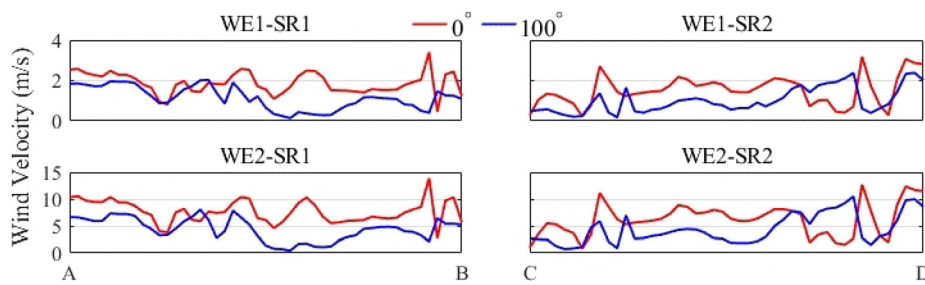 WE1-SR1
0° 100°
WE1-SR2
Wind Velocity (m/s)
4
2
0
WE2-SR1
WE2-SR2
15
10
5
0
A
B
C
D